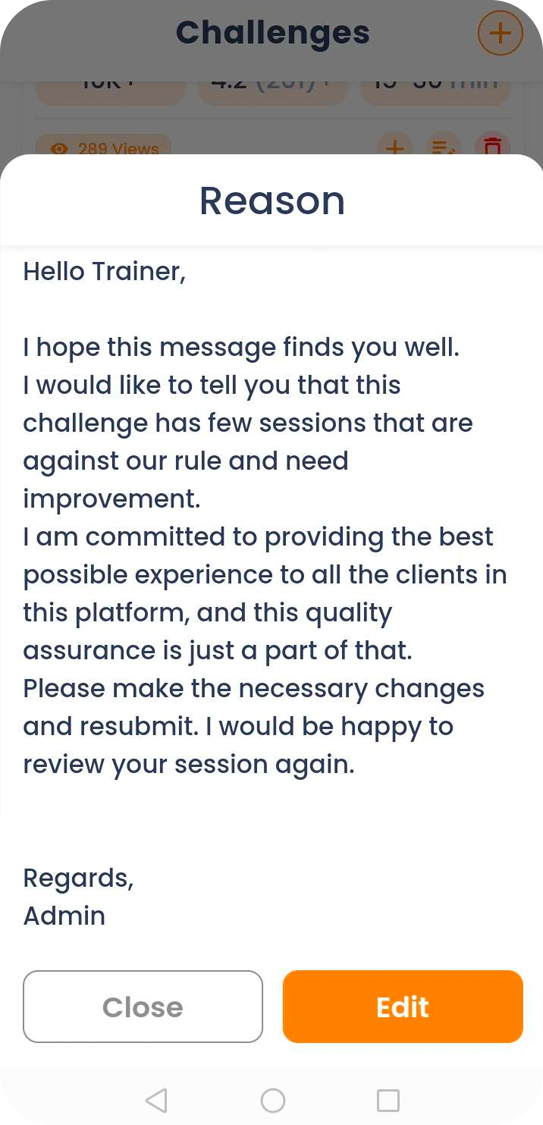 Challenges
289 Views
Reason
Hello Trainer,
I hope this message finds you well.
I would like to tell you that this
challenge has few sessions that are
against our rule and need
improvement.
I am committed to providing the best
possible experience to all the clients in
this platform, and this quality
assurance is just a part of that.
Please make the necessary changes
and resubmit. I would be happy to
review your session again.
Regards,
Admin
Close Edit